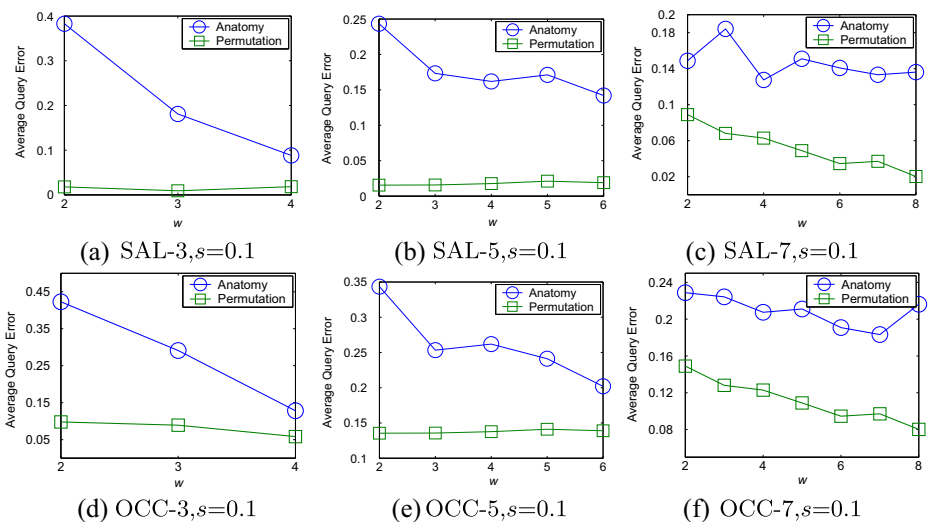 Average Query Error
0.4
0.3
0.2
0.1
0
2
3
4
w
Anatomy
Permutation
(a) SAL-3,s=0.1
Average Query Error
0.25
0.2
0.15
0.1
0.05
0
2
3
4
5
6
w
Anatomy
Permutation
(b) SAL-5,s=0.1
Average Query Error
0.2
0.18
0.14
0.1
0.06
0.02
2
3
4
5
6
7
8
w
Anatomy
Permutation
(c) SAL-7,s=0.1
Average Query Error
0.45
0.35
0.25
0.15
0.05
2
3
4
w
Anatomy
Permutation
(d) OCC-3,s=0.1
Average Query Error
0.35
0.3
0.25
0.2
0.15
0.1
2
3
4
5
6
w
Anatomy
Permutation
(e) OCC-5,s=0.1
Average Query Error
0.24
0.2
0.16
0.12
0.08
2
3
4
5
6
7
8
w
Anatomy
Permutation
(f) OCC-7,s=0.1